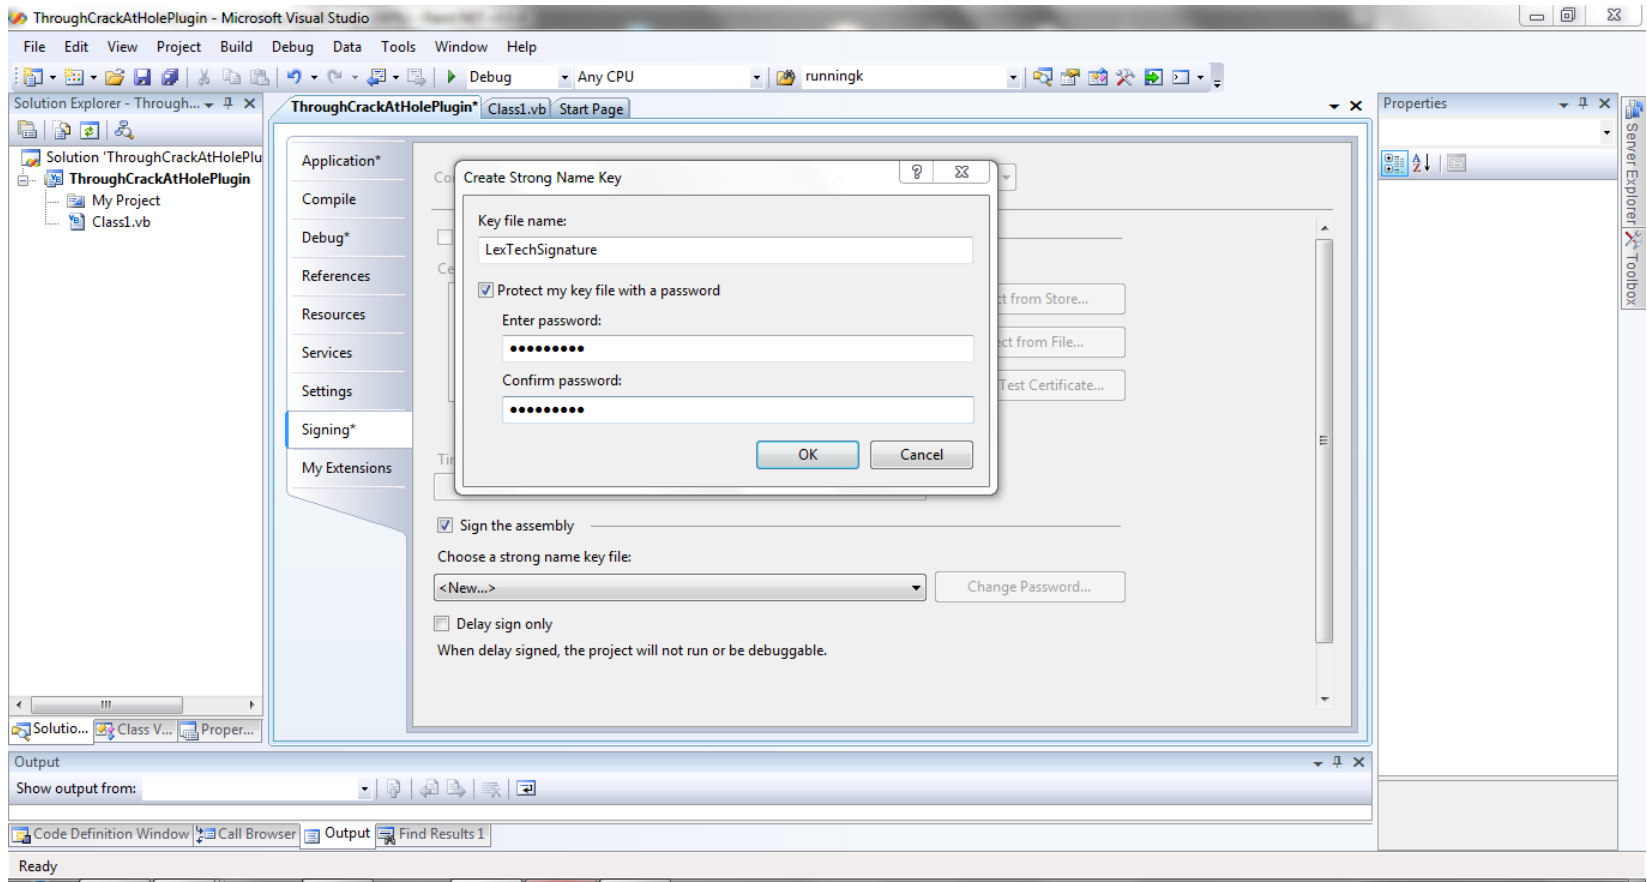 ThroughCrackAtHolePlugin - Microsoft Visual Studio
File Edit View Project Build Debug Data Tools Window Help
Debug Any CPU runningk
Solution Explorer - Through...
ThroughCrackAtHolePlugin* Class1.vb Start Page
Properties
Solution 'ThroughCrackAtHolePlu
ThroughCrackAtHolePlugin
My Project
Class1.vb
Application*
Compile
Debug*
References
Resources
Services
Settings
Signing*
My Extensions
Create Strong Name Key
Key file name:
LexTechSignature
Protect my key file with a password
Enter password:
•••••••••
Confirm password:
•••••••••
OK Cancel
ct from Store...
ect from File...
Test Certificate...
Sign the assembly
Choose a strong name key file:
<New...> Change Password...
Delay sign only
When delay signed, the project will not run or be debuggable.
Server Explorer
Toolbox
Solutio... Class V... Proper...
Output
Show output from:
Code Definition Window Call Browser Output Find Results 1
Ready